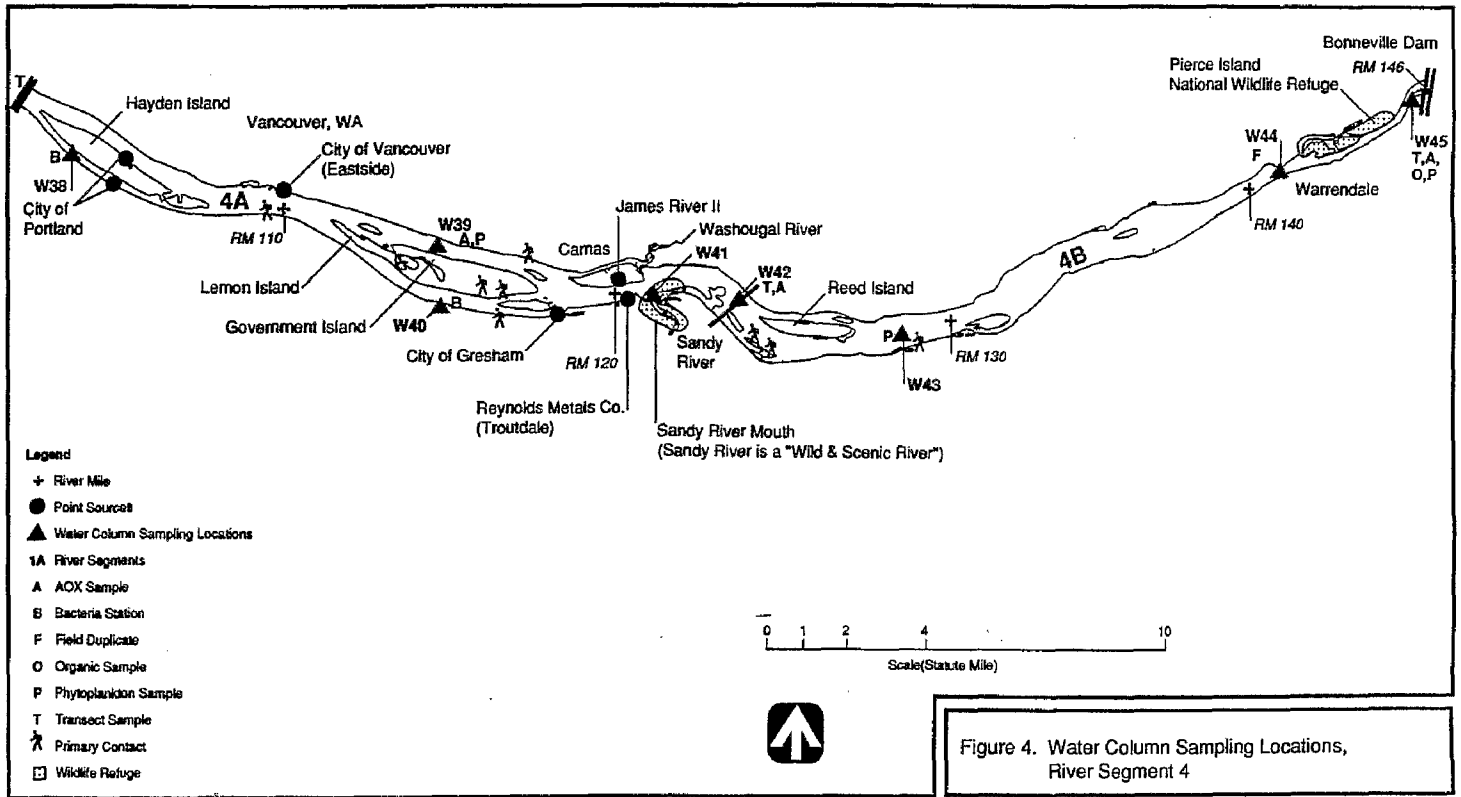 Bonneville Dam
RM 146
Pierce Island
National Wildlife Refuge
T
Hayden Island
Vancouver, WA
City of Vancouver
(Eastside)
B
W38
City of
Portland
4A
RM 110
W39
A,P
James River II
Camas
Washougal River
W41
W42
T,A
W44
F
W45
T,A,
O,P
Warrendale
RM 140
4B
Lemon Island
Government Island
B
W40
City of Gresham
RM 120
Sandy
River
Reed Island
P
W43
RM 130
Reynolds Metals Co.
(Troutdale)
Sandy River Mouth
(Sandy River is a "Wild & Scenic River")
Legend
+ River Mile
Point Sources
Water Column Sampling Locations
1A River Segments
A AOX Sample
B Bacteria Station
F Field Duplicate
O Organic Sample
P Phytoplankton Sample
T Transect Sample
Primary Contact
Wildlife Refuge
0 1 2 4 10
Scale(Statute Mile)
Figure 4. Water Column Sampling Locations,
River Segment 4